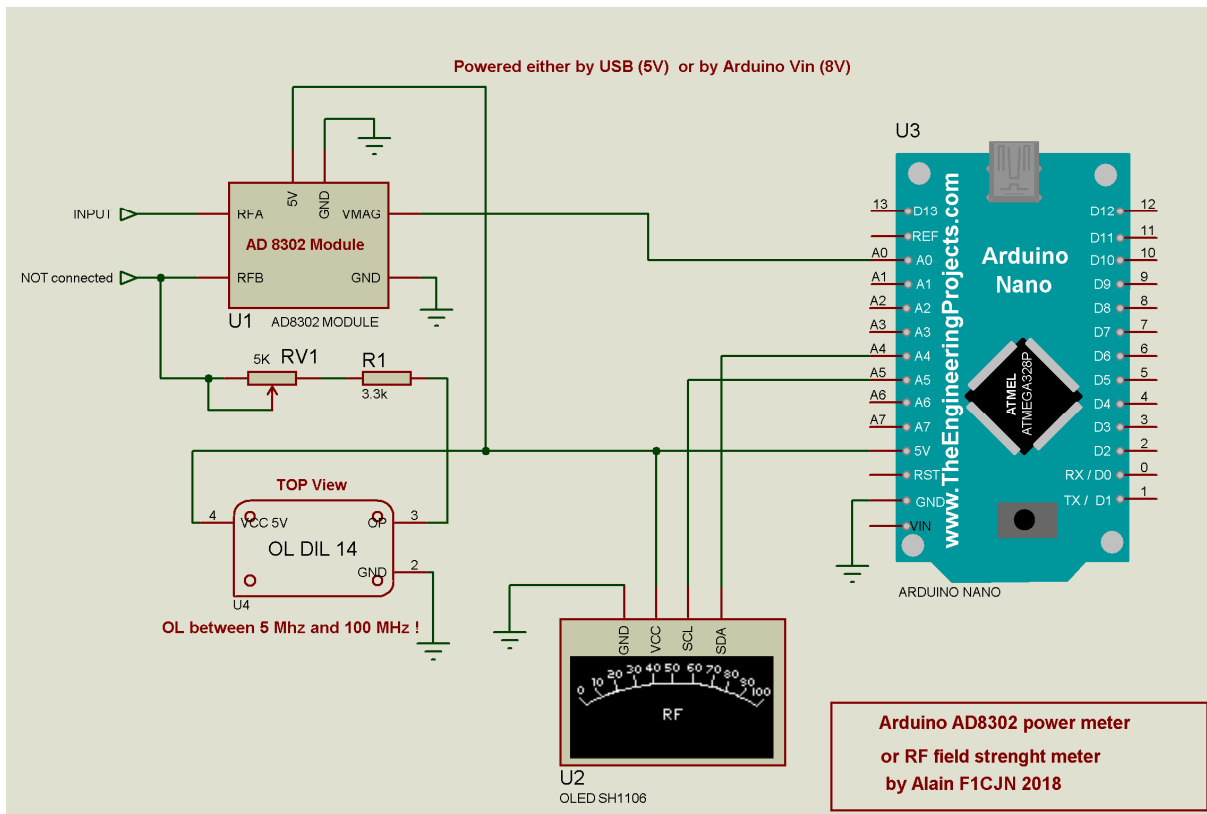 Powered either by USB (5V) or by Arduino Vin (8V)
U3
INPUT
RFA
5V
GND
VMAG
AD 8302 Module
NOT connected
RFB
GND
U1
AD8302 MODULE
5K
RV1
R1
3.3k
TOP View
4
VCC 5V
OP
3
OL DIL 14
GND
2
U4
OL between 5 Mhz and 100 MHz !
GND
VCC
SCL
SDA
0 10 20 30 40 50 60 70 80 90 100
RF
U2
OLED SH1106
www.TheEngineeringProjects.com
Arduino
Nano
ATMEL
ATMEGA328P
13 D13
REF
A0 A0
A1 A1
A2 A2
A3 A3
A4 A4
A5 A5
A6 A6
A7 A7
5V
RST
GND
VIN
D12 12
D11 11
D10 10
D9 9
D8 8
D7 7
D6 6
D5 5
D4 4
D3 3
D2 2
RX / D0 0
TX / D1 1
ARDUINO NANO
Arduino AD8302 power meter
or RF field strenght meter
by Alain F1CJN 2018